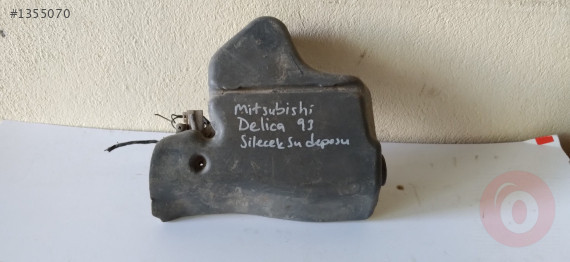 #1355070
Mitsubishi
Delica 93
Silecek Su deposu